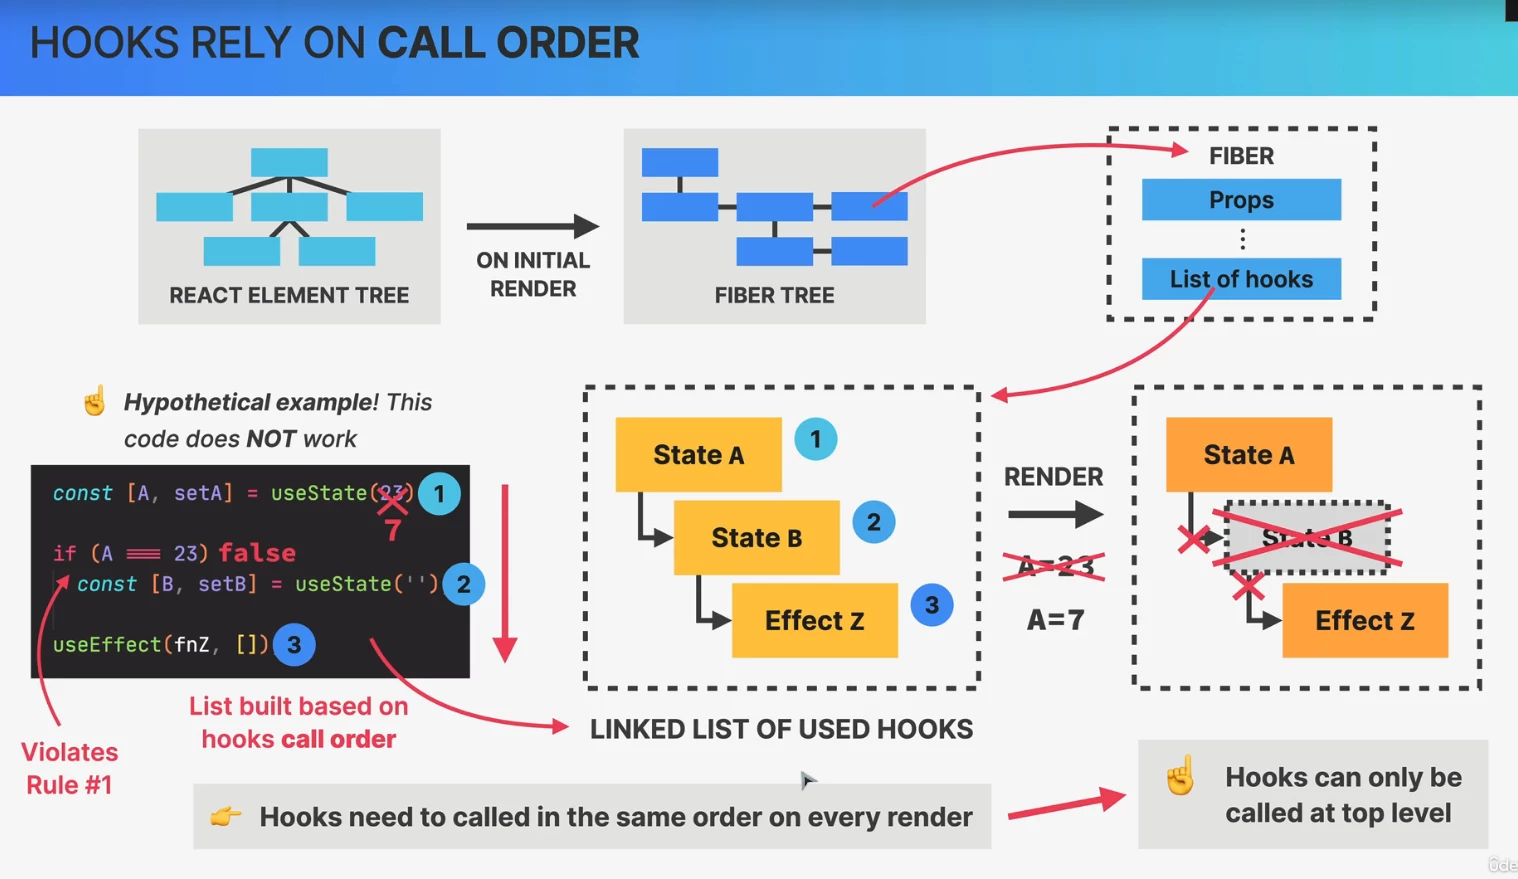 HOOKS RELY ON CALL ORDER
REACT ELEMENT TREE
ON INITIAL
RENDER
FIBER TREE
FIBER
Props
List of hooks
Hypothetical example! This
code does NOT work
const [A, setA] = useState(23) 1
7
if (A === 23) false
const [B, setB] = useState('') 2
useEffect(fnZ, []) 3
Violates
Rule #1
List built based on
hooks call order
State A 1
State B 2
Effect Z 3
LINKED LIST OF USED HOOKS
RENDER
A=23
A=7
State A
State B
Effect Z
Hooks need to called in the same order on every render
Hooks can only be
called at top level